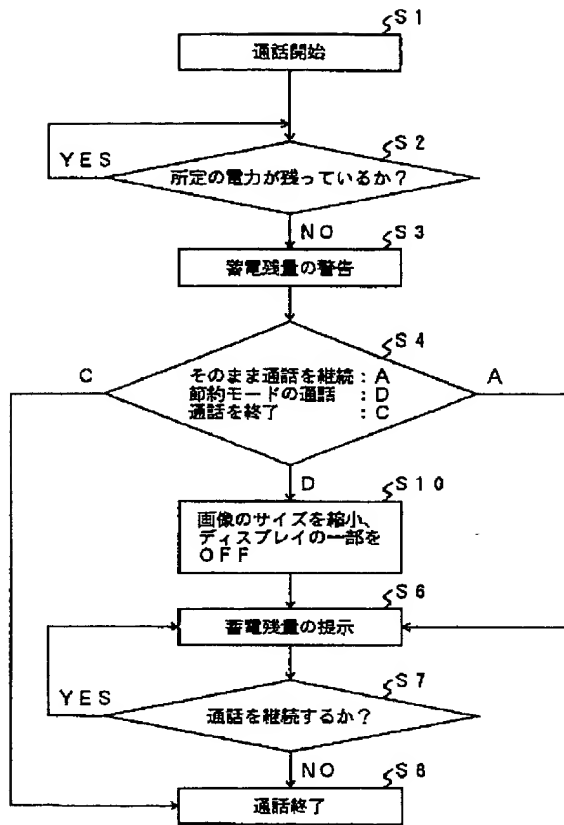 S1
通話開始
S2
YES
所定の電力が残っているか?
NO
S3
蓄電残量の警告
S4
C
A
そのまま通話を継続:A
節約モードの通話 :D
通話を終了 :C
D
S10
画像のサイズを縮小、
ディスプレイの一部を
OFF
S6
蓄電残量の提示
S7
YES
通話を継続するか?
NO
S8
通話終了